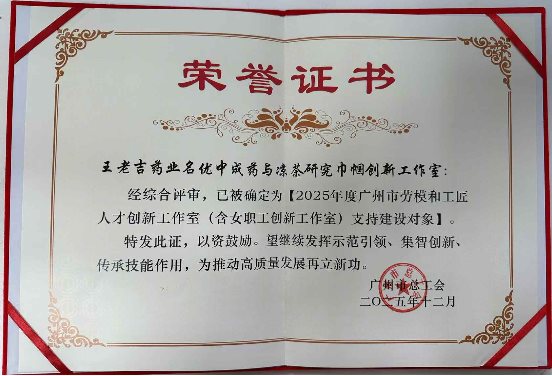 荣誉证书
王老吉药业名优中成药与凉茶研究巾帼创新工作室：
经综合评审，已被确定为【2025年度广州市劳模和工匠
人才创新工作室（含女职工创新工作室）支持建设对象】。
特发此证，以资鼓励。望继续发挥示范引领、集智创新、
传承技能作用，为推动高质量发展再立新功。
广州市总工会
二〇二五年十二月